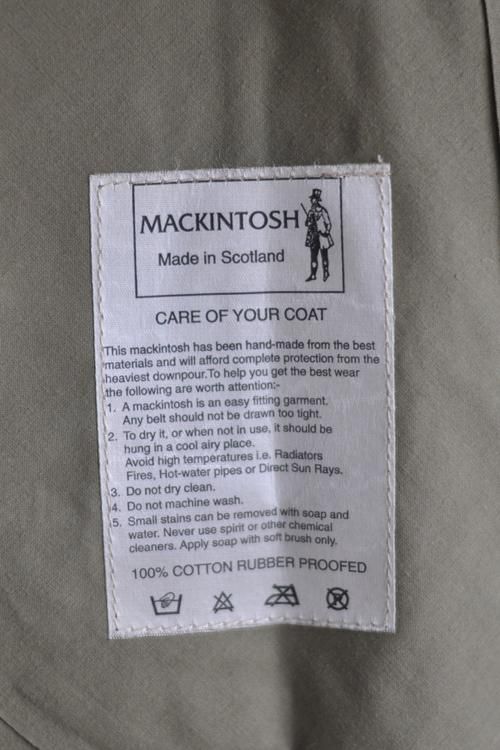 MACKINTOSH
Made in Scotland
CARE OF YOUR COAT
This mackintosh has been hand-made from the best
materials and will afford complete protection from the
heaviest downpour.To help you get the best wear
the following are worth attention:-
1. A mackintosh is an easy fitting garment.
Any belt should not be drawn too tight.
2. To dry it, or when not in use, it should be
hung in a cool airy place.
Avoid high temperatures i.e. Radiators
Fires, Hot-water pipes or Direct Sun Rays.
3. Do not dry clean.
4. Do not machine wash.
5. Small stains can be removed with soap and
water. Never use spirit or other chemical
cleaners. Apply soap with soft brush only.
100% COTTON RUBBER PROOFED